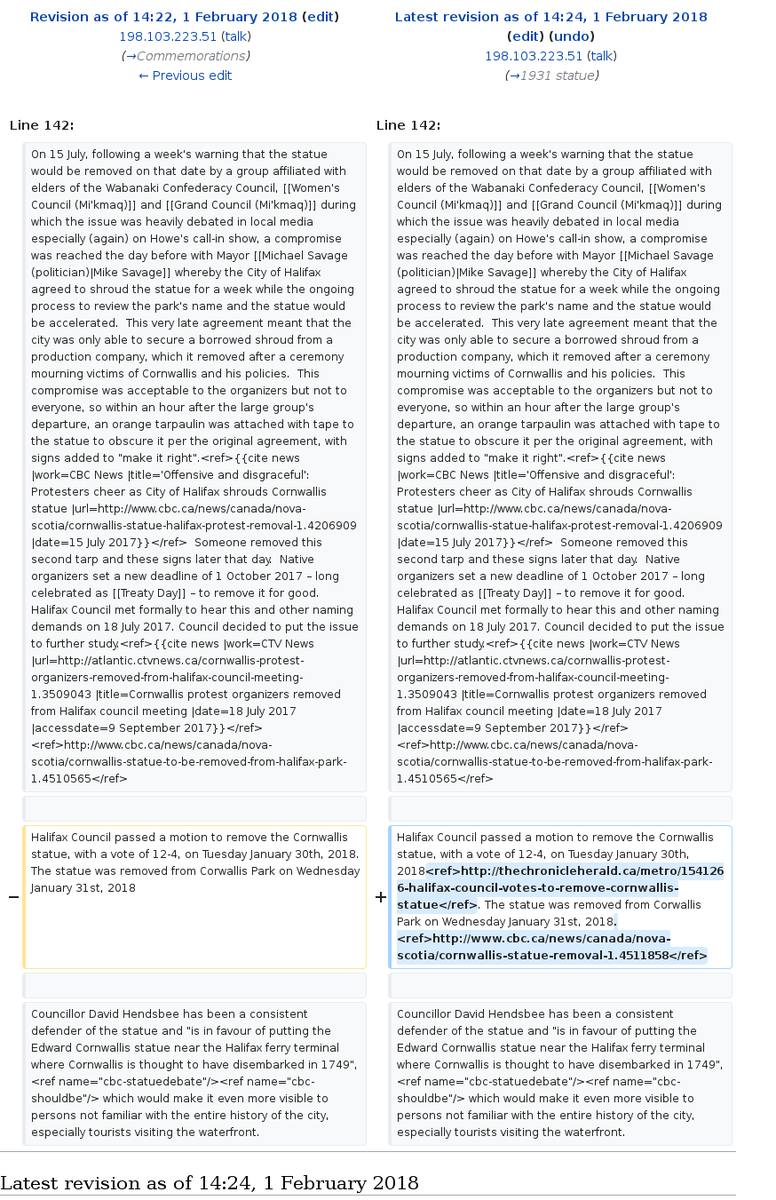 Revision as of 14:22, 1 February 2018 (edit)
198.103.223.51 (talk)
(→Commemorations)
← Previous edit
Latest revision as of 14:24, 1 February 2018
(edit) (undo)
198.103.223.51 (talk)
(→1931 statue)
Line 142:
On 15 July, following a week's warning that the statue
would be removed on that date by a group affiliated with
elders of the Wabanaki Confederacy Council, [[Women's
Council (Mi'kmaq)]] and [[Grand Council (Mi'kmaq)]] during
which the issue was heavily debated in local media
especially (again) on Howe's call-in show, a compromise
was reached the day before with Mayor [[Michael Savage
(politician)|Mike Savage]] whereby the City of Halifax
agreed to shroud the statue for a week while the ongoing
process to review the park's name and the statue would
be accelerated.  This very late agreement meant that the
city was only able to secure a borrowed shroud from a
production company, which it removed after a ceremony
mourning victims of Cornwallis and his policies.  This
compromise was acceptable to the organizers but not to
everyone, so within an hour after the large group's
departure, an orange tarpaulin was attached with tape to
the statue to obscure it per the original agreement, with
signs added to "make it right".<ref>{{cite news
|work=CBC News |title='Offensive and disgraceful':
Protesters cheer as City of Halifax shrouds Cornwallis
statue |url=http://www.cbc.ca/news/canada/nova-
scotia/cornwallis-statue-halifax-protest-removal-1.4206909
|date=15 July 2017}}</ref>  Someone removed this
second tarp and these signs later that day.  Native
organizers set a new deadline of 1 October 2017 – long
celebrated as [[Treaty Day]] – to remove it for good.
Halifax Council met formally to hear this and other naming
demands on 18 July 2017. Council decided to put the issue
to further study.<ref>{{cite news |work=CTV News
|url=http://atlantic.ctvnews.ca/cornwallis-protest-
organizers-removed-from-halifax-council-meeting-
1.3509043 |title=Cornwallis protest organizers removed
from Halifax council meeting |date=18 July 2017
|accessdate=9 September 2017}}</ref>
<ref>http://www.cbc.ca/news/canada/nova-
scotia/cornwallis-statue-to-be-removed-from-halifax-park-
1.4510565</ref>
Line 142:
On 15 July, following a week's warning that the statue
would be removed on that date by a group affiliated with
elders of the Wabanaki Confederacy Council, [[Women's
Council (Mi'kmaq)]] and [[Grand Council (Mi'kmaq)]] during
which the issue was heavily debated in local media
especially (again) on Howe's call-in show, a compromise
was reached the day before with Mayor [[Michael Savage
(politician)|Mike Savage]] whereby the City of Halifax
agreed to shroud the statue for a week while the ongoing
process to review the park's name and the statue would
be accelerated.  This very late agreement meant that the
city was only able to secure a borrowed shroud from a
production company, which it removed after a ceremony
mourning victims of Cornwallis and his policies.  This
compromise was acceptable to the organizers but not to
everyone, so within an hour after the large group's
departure, an orange tarpaulin was attached with tape to
the statue to obscure it per the original agreement, with
signs added to "make it right".<ref>{{cite news
|work=CBC News |title='Offensive and disgraceful':
Protesters cheer as City of Halifax shrouds Cornwallis
statue |url=http://www.cbc.ca/news/canada/nova-
scotia/cornwallis-statue-halifax-protest-removal-1.4206909
|date=15 July 2017}}</ref>  Someone removed this
second tarp and these signs later that day.  Native
organizers set a new deadline of 1 October 2017 – long
celebrated as [[Treaty Day]] – to remove it for good.
Halifax Council met formally to hear this and other naming
demands on 18 July 2017. Council decided to put the issue
to further study.<ref>{{cite news |work=CTV News
|url=http://atlantic.ctvnews.ca/cornwallis-protest-
organizers-removed-from-halifax-council-meeting-
1.3509043 |title=Cornwallis protest organizers removed
from Halifax council meeting |date=18 July 2017
|accessdate=9 September 2017}}</ref>
<ref>http://www.cbc.ca/news/canada/nova-
scotia/cornwallis-statue-to-be-removed-from-halifax-park-
1.4510565</ref>
−
Halifax Council passed a motion to remove the Cornwallis
statue, with a vote of 12-4, on Tuesday January 30th, 2018.
The statue was removed from Corwallis Park on Wednesday
January 31st, 2018
+
Halifax Council passed a motion to remove the Cornwallis
statue, with a vote of 12-4, on Tuesday January 30th,
2018<ref>http://thechronicleherald.ca/metro/154126
6-halifax-council-votes-to-remove-cornwallis-
statue</ref>. The statue was removed from Corwallis
Park on Wednesday January 31st, 2018.
<ref>http://www.cbc.ca/news/canada/nova-
scotia/cornwallis-statue-removal-1.4511858</ref>
Councillor David Hendsbee has been a consistent
defender of the statue and "is in favour of putting the
Edward Cornwallis statue near the Halifax ferry terminal
where Cornwallis is thought to have disembarked in 1749",
<ref name="cbc-statuedebate"/><ref name="cbc-
shouldbe"/> which would make it even more visible to
persons not familiar with the entire history of the city,
especially tourists visiting the waterfront.
Councillor David Hendsbee has been a consistent
defender of the statue and "is in favour of putting the
Edward Cornwallis statue near the Halifax ferry terminal
where Cornwallis is thought to have disembarked in 1749",
<ref name="cbc-statuedebate"/><ref name="cbc-
shouldbe"/> which would make it even more visible to
persons not familiar with the entire history of the city,
especially tourists visiting the waterfront.
Latest revision as of 14:24, 1 February 2018